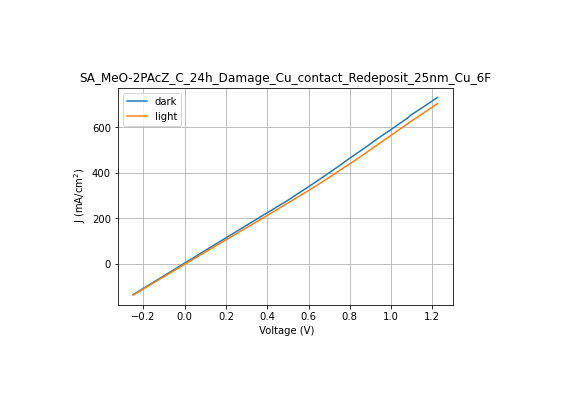 SA_MeO-2PAcZ_C_24h_Damage_Cu_contact_Redeposit_25nm_Cu_6F
dark
light
J (mA/cm²)
600
400
200
0
−0.2 0.0 0.2 0.4 0.6 0.8 1.0 1.2
Voltage (V)